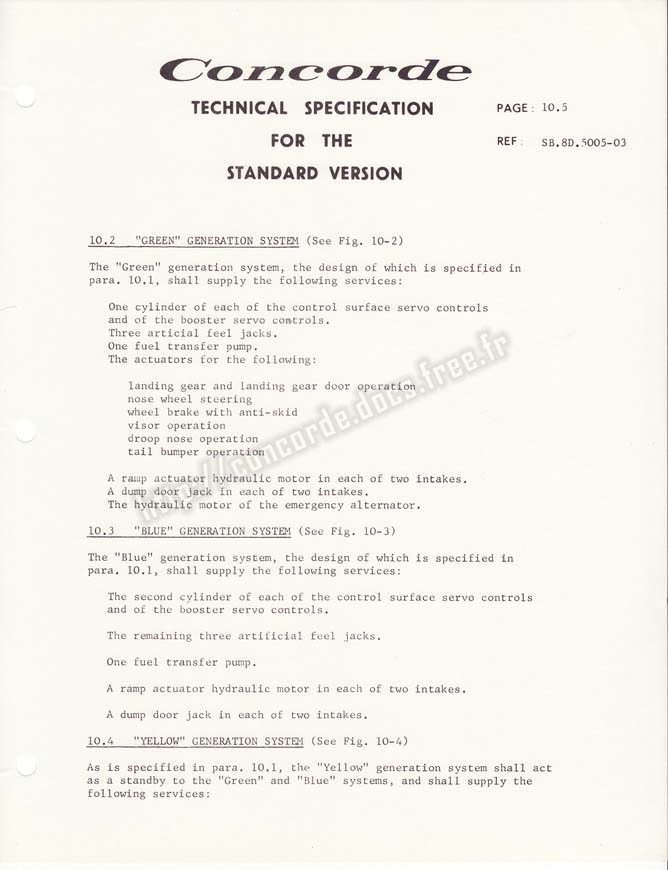 Concorde
TECHNICAL SPECIFICATION
FOR THE
STANDARD VERSION
PAGE: 10.5
REF: SB.8D.5005-03
10.2 "GREEN" GENERATION SYSTEM (See Fig. 10-2)
The "Green" generation system, the design of which is specified in
para. 10.1, shall supply the following services:
One cylinder of each of the control surface servo controls
and of the booster servo controls.
Three articial feel jacks.
One fuel transfer pump.
The actuators for the following:
landing gear and landing gear door operation
nose wheel steering
wheel brake with anti-skid
visor operation
droop nose operation
tail bumper operation
A ramp actuator hydraulic motor in each of two intakes.
A dump door jack in each of two intakes.
The hydraulic motor of the emergency alternator.
10.3 "BLUE" GENERATION SYSTEM (See Fig. 10-3)
The "Blue" generation system, the design of which is specified in
para. 10.1, shall supply the following services:
The second cylinder of each of the control surface servo controls
and of the booster servo controls.
The remaining three artificial feel jacks.
One fuel transfer pump.
A ramp actuator hydraulic motor in each of two intakes.
A dump door jack in each of two intakes.
10.4 "YELLOW" GENERATION SYSTEM (See Fig. 10-4)
As is specified in para. 10.1, the "Yellow" generation system shall act
as a standby to the "Green" and "Blue" systems, and shall supply the
following services:
http://concorde.docs.free.fr